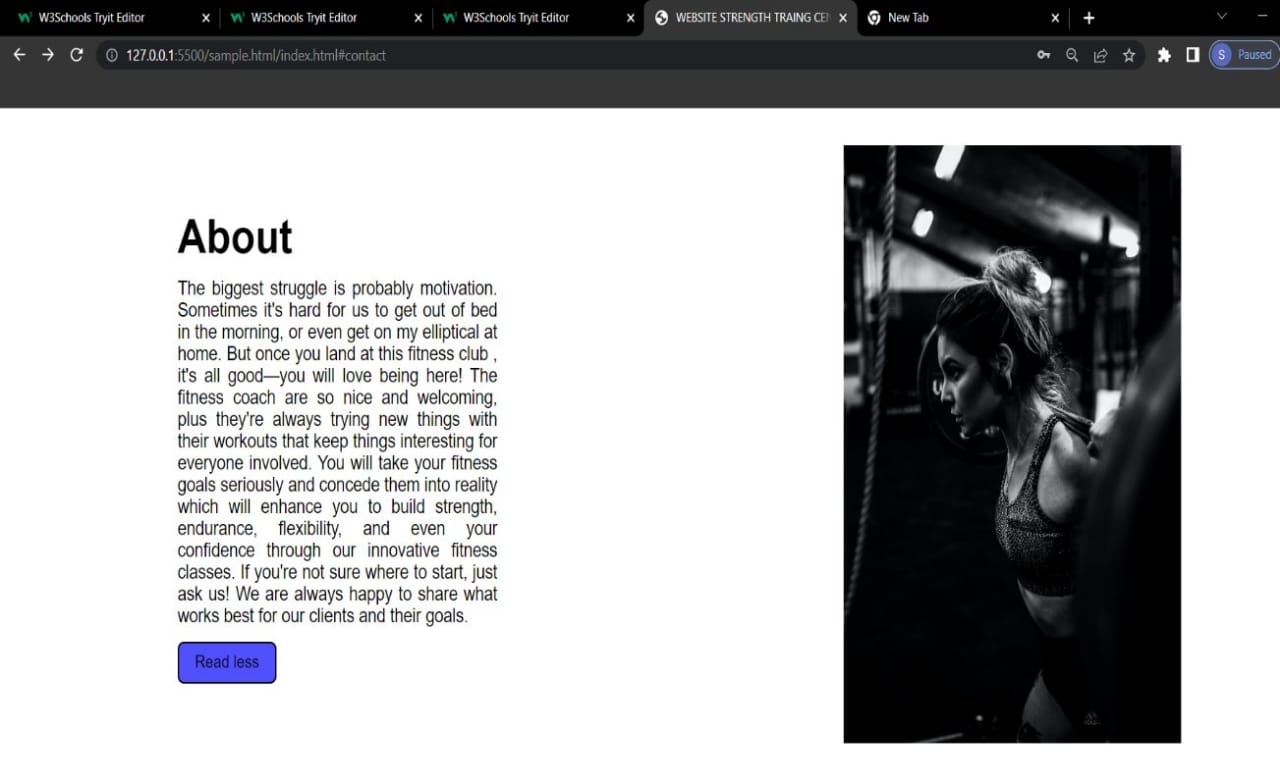 W3Schools Tryit Editor
W3Schools Tryit Editor
W3Schools Tryit Editor
WEBSITE STRENGTH TRAING CEN
New Tab
127.0.0.1:5500/sample.html/index.html#contact
S Paused
About
The biggest struggle is probably motivation.
Sometimes it's hard for us to get out of bed
in the morning, or even get on my elliptical at
home. But once you land at this fitness club ,
it's all good—you will love being here! The
fitness coach are so nice and welcoming,
plus they're always trying new things with
their workouts that keep things interesting for
everyone involved. You will take your fitness
goals seriously and concede them into reality
which will enhance you to build strength,
endurance, flexibility, and even your
confidence through our innovative fitness
classes. If you're not sure where to start, just
ask us! We are always happy to share what
works best for our clients and their goals.
Read less